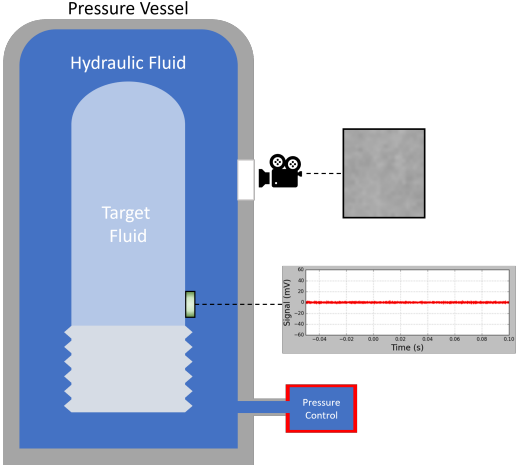 Pressure Vessel
Hydraulic Fluid
Target
Fluid
Signal (mV)
60
40
20
0
−20
−40
−60
−0.04
−0.02
0.00
0.02
0.04
0.06
0.08
0.10
Time (s)
Pressure
Control